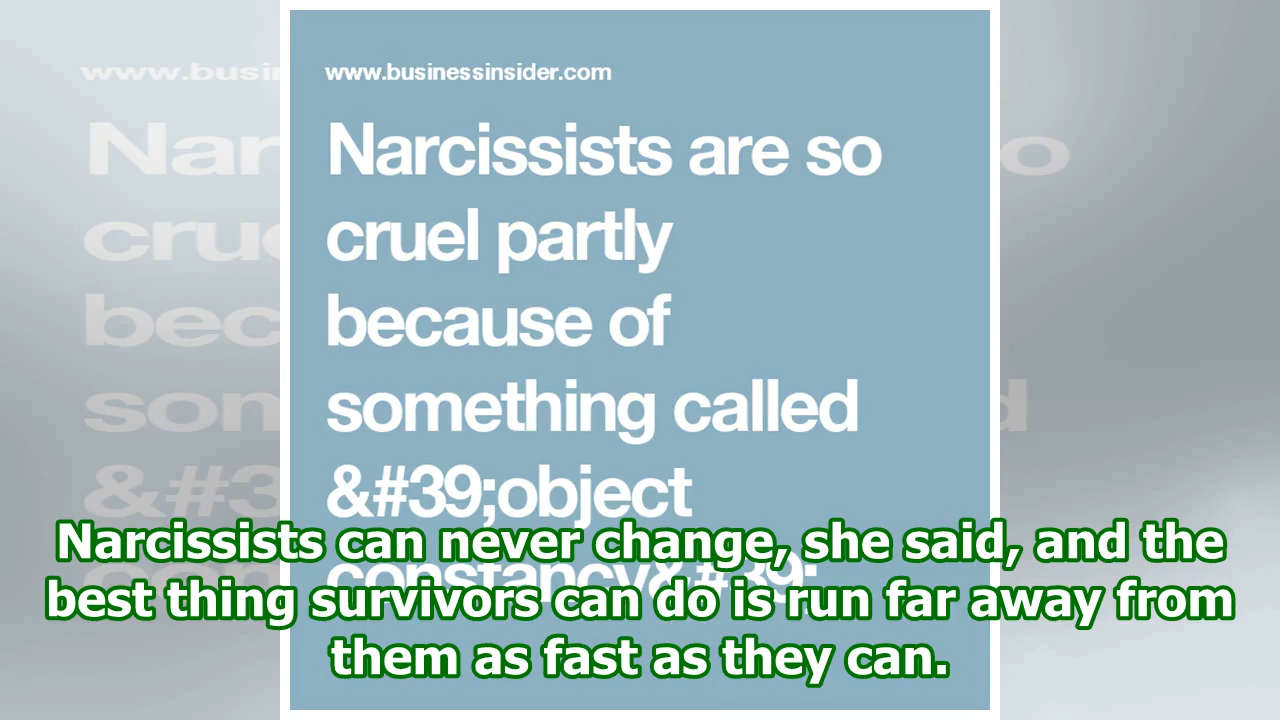 www.businessinsider.com
Narcissists are so
cruel partly
because of
something called
&#39;object
constancy&#39;
Narcissists can never change, she said, and the
best thing survivors can do is run far away from
them as fast as they can.